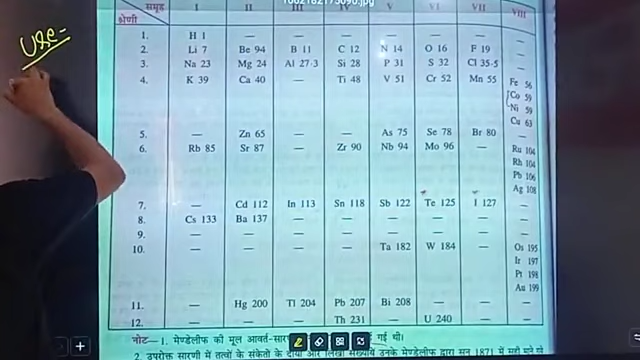 1682182175090.jpg
Use-
समूह I II III IV V VI VII VIII
श्रेणी
1. H 1 — — — — — — —
2. Li 7 Be 94 B 11 C 12 N 14 O 16 F 19 —
3. Na 23 Mg 24 Al 27·3 Si 28 P 31 S 32 Cl 35·5 —
4. K 39 Ca 40 — Ti 48 V 51 Cr 52 Mn 55 Fe 56
Co 59
Ni 59
Cu 63
5. — Zn 65 — — As 75 Se 78 Br 80 —
6. Rb 85 Sr 87 Zr 90 Nb 94 Mo 96 — Ru 104
Rh 104
Pb 106
Ag 108
7. — Cd 112 In 113 Sn 118 Sb 122 Te 125 I 127 —
8. Cs 133 Ba 137 — — — — — —
9. — — — — — — — —
10. — — — — Ta 182 W 184 — Os 195
Ir 197
Pt 198
Au 199
11. — Hg 200 Tl 204 Pb 207 Bi 208 — — —
12. — — — Th 231 — U 240 — —
नोट—1. मेण्डेलीफ की मूल आवर्त-सार गई थी।
2. उपरोक्त सारणी में तत्वों के संकेतों के दायीं ओर लिखी संख्याएँ उनके मेण्डेलीफ द्वारा सन् 1871 में